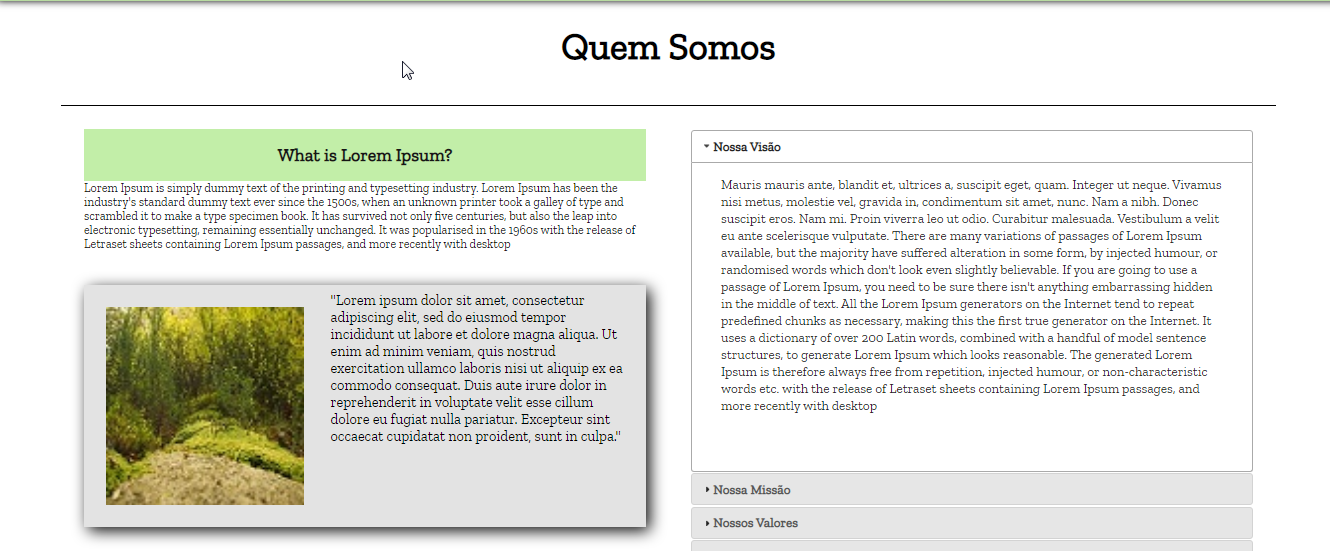 Quem Somos
What is Lorem Ipsum?
Lorem Ipsum is simply dummy text of the printing and typesetting industry. Lorem Ipsum has been the
industry's standard dummy text ever since the 1500s, when an unknown printer took a galley of type and
scrambled it to make a type specimen book. It has survived not only five centuries, but also the leap into
electronic typesetting, remaining essentially unchanged. It was popularised in the 1960s with the release of
Letraset sheets containing Lorem Ipsum passages, and more recently with desktop
"Lorem ipsum dolor sit amet, consectetur
adipiscing elit, sed do eiusmod tempor
incididunt ut labore et dolore magna aliqua. Ut
enim ad minim veniam, quis nostrud
exercitation ullamco laboris nisi ut aliquip ex ea
commodo consequat. Duis aute irure dolor in
reprehenderit in voluptate velit esse cillum
dolore eu fugiat nulla pariatur. Excepteur sint
occaecat cupidatat non proident, sunt in culpa."
Nossa Visão
Mauris mauris ante, blandit et, ultrices a, suscipit eget, quam. Integer ut neque. Vivamus
nisi metus, molestie vel, gravida in, condimentum sit amet, nunc. Nam a nibh. Donec
suscipit eros. Nam mi. Proin viverra leo ut odio. Curabitur malesuada. Vestibulum a velit
eu ante scelerisque vulputate. There are many variations of passages of Lorem Ipsum
available, but the majority have suffered alteration in some form, by injected humour, or
randomised words which don't look even slightly believable. If you are going to use a
passage of Lorem Ipsum, you need to be sure there isn't anything embarrassing hidden
in the middle of text. All the Lorem Ipsum generators on the Internet tend to repeat
predefined chunks as necessary, making this the first true generator on the Internet. It
uses a dictionary of over 200 Latin words, combined with a handful of model sentence
structures, to generate Lorem Ipsum which looks reasonable. The generated Lorem
Ipsum is therefore always free from repetition, injected humour, or non-characteristic
words etc. with the release of Letraset sheets containing Lorem Ipsum passages, and
more recently with desktop
Nossa Missão
Nossos Valores